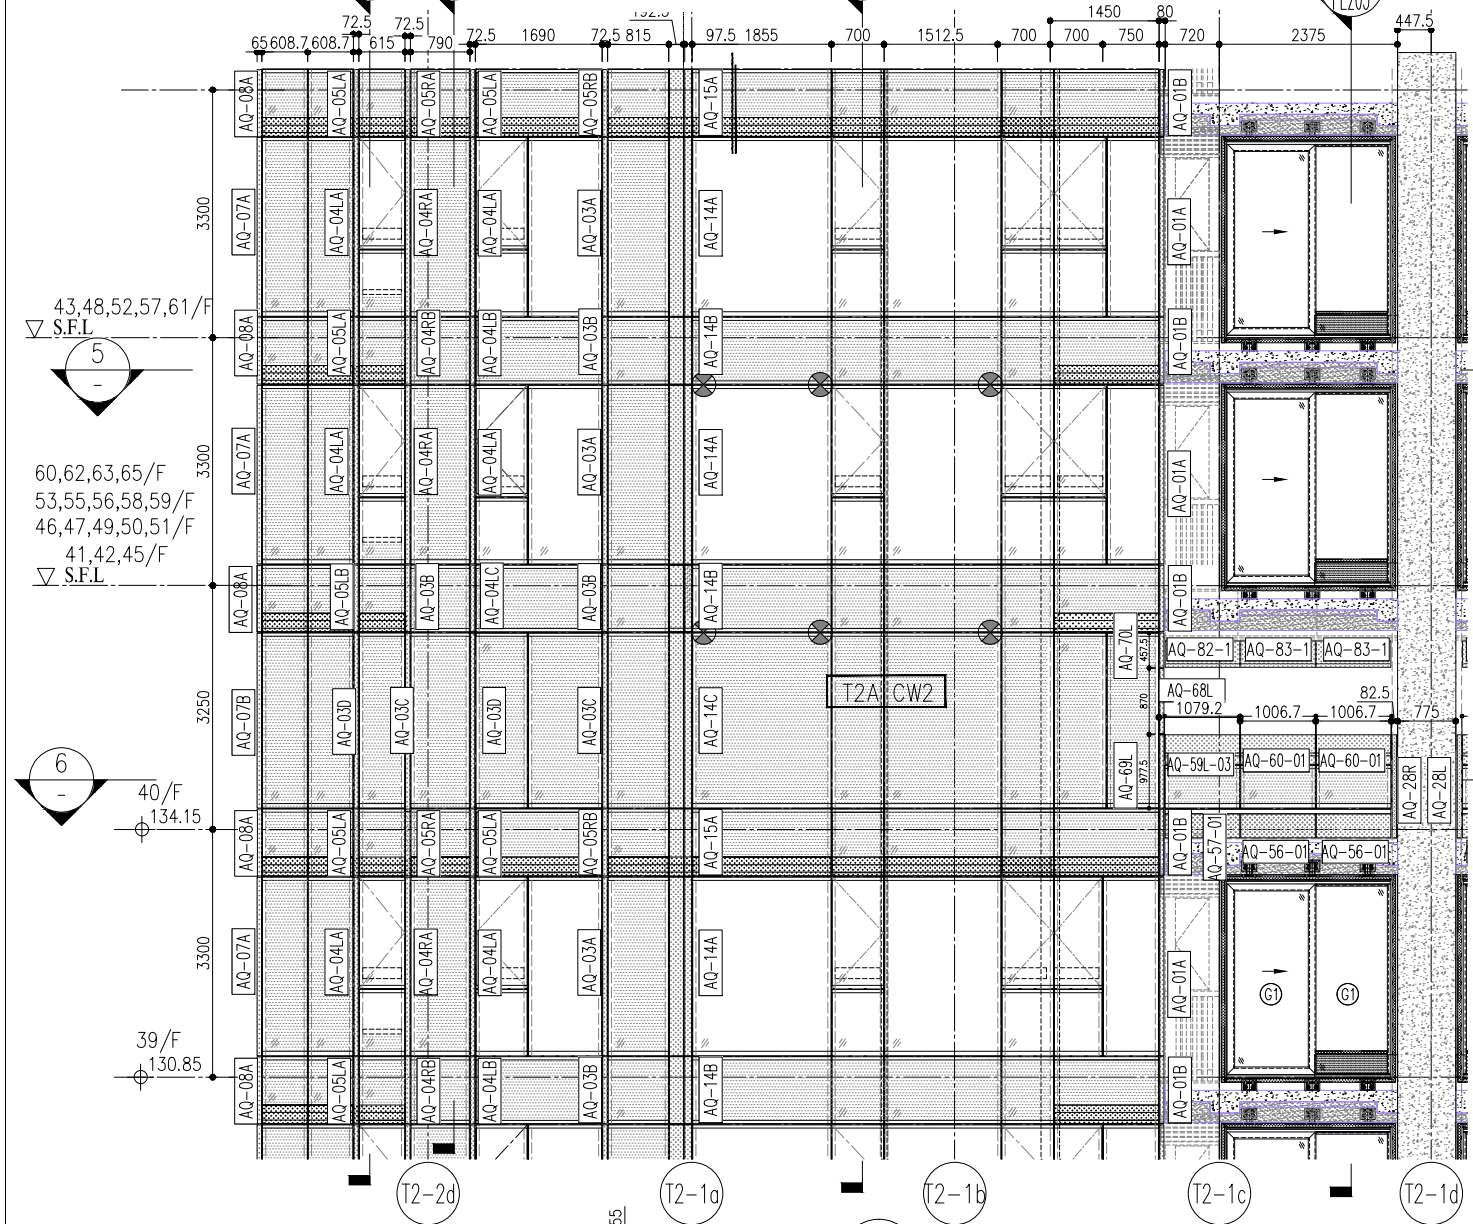 1450
80
447.5
72.5
72.5
65
608.7
608.7
615
790
72.5
1690
72.5
815
97.5
1855
700
1512.5
700
700
750
720
2375
AQ-08A
AQ-05LA
AQ-05RA
AQ-05LA
AQ-05RB
AQ-15A
AQ-01B
3300
AQ-07A
AQ-04LA
AQ-04RA
AQ-04LA
AQ-03A
AQ-14A
AQ-01A
43,48,52,57,61/F
S.F.L
5
-
AQ-08A
AQ-05LA
AQ-04RB
AQ-04LB
AQ-03B
AQ-14B
AQ-01B
3300
AQ-07A
AQ-04LA
AQ-04RA
AQ-04LA
AQ-03A
AQ-14A
AQ-01A
60,62,63,65/F
53,55,56,58,59/F
46,47,49,50,51/F
41,42,45/F
S.F.L
AQ-08A
AQ-05LB
AQ-03B
AQ-04LC
AQ-03B
AQ-14B
AQ-01B
AQ-70L
457.5
AQ-82-1
AQ-83-1
AQ-83-1
3250
AQ-07B
AQ-03D
AQ-03C
AQ-03D
AQ-03C
AQ-14C
T2A CW2
870
AQ-68L
82.5
1079.2
1006.7
1006.7
775
AQ-69L
977.5
AQ-59L-03
AQ-60-01
AQ-60-01
AQ-28R
AQ-28L
6
-
40/F
134.15
AQ-08A
AQ-05LA
AQ-05RA
AQ-05LA
AQ-05RB
AQ-15A
AQ-01B
AQ-57-01
AQ-56-01
AQ-56-01
3300
AQ-07A
AQ-04LA
AQ-04RA
AQ-04LA
AQ-03A
AQ-14A
AQ-01A
G1
G1
39/F
130.85
AQ-08A
AQ-05LA
AQ-04RB
AQ-04LB
AQ-03B
AQ-14B
AQ-01B
T2-2d
T2-1a
T2-1b
T2-1c
T2-1d
55